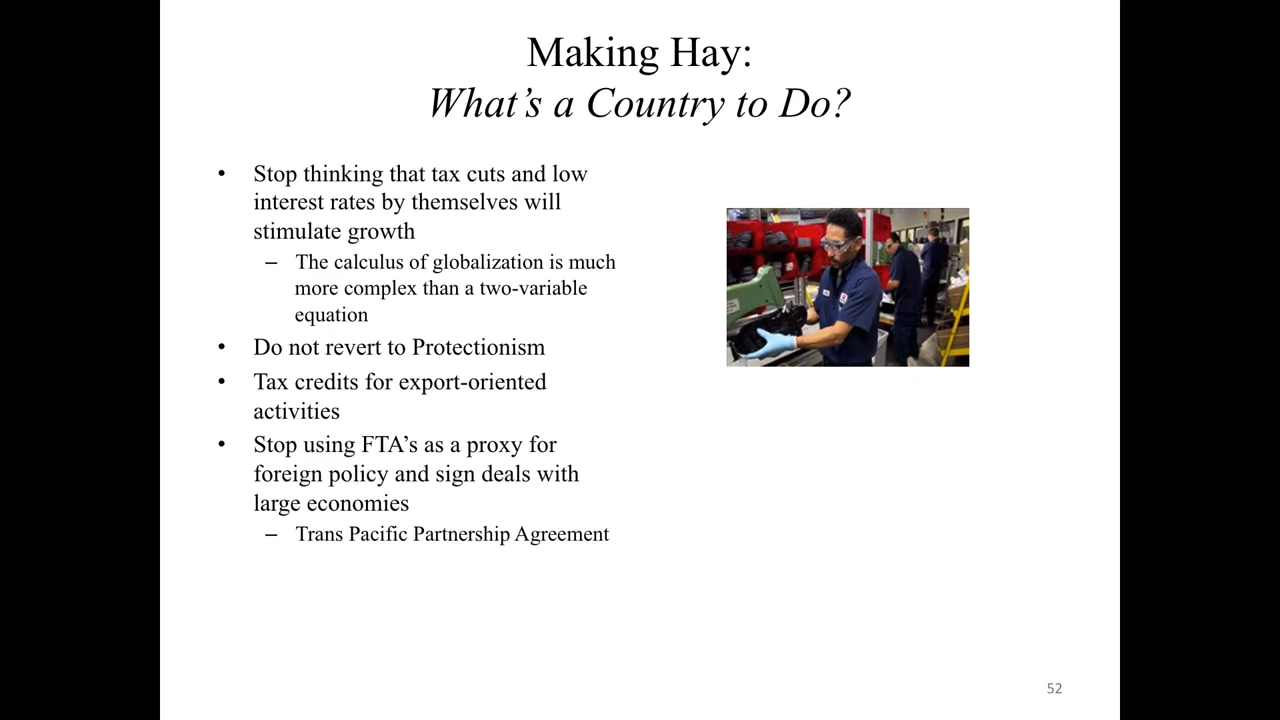 Making Hay:
What’s a Country to Do?
• Stop thinking that tax cuts and low
interest rates by themselves will
stimulate growth
– The calculus of globalization is much
more complex than a two-variable
equation
• Do not revert to Protectionism
• Tax credits for export-oriented
activities
• Stop using FTA’s as a proxy for
foreign policy and sign deals with
large economies
– Trans Pacific Partnership Agreement
52